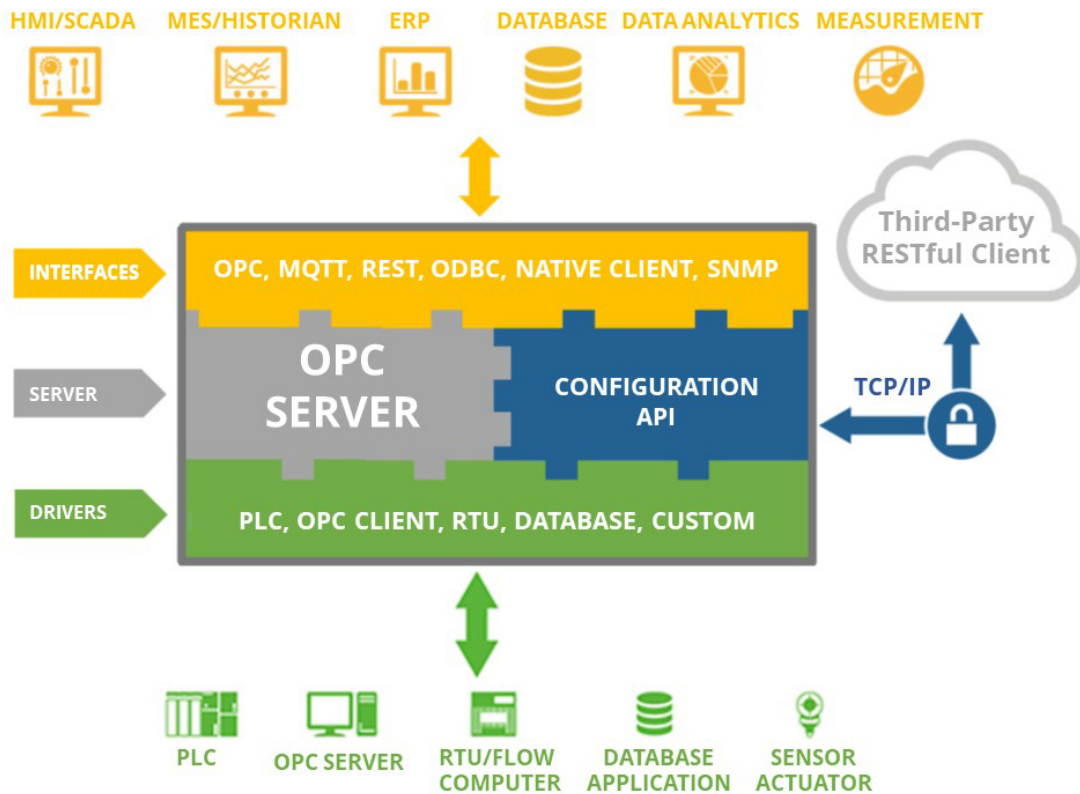 HMI/SCADA
MES/HISTORIAN
ERP
DATABASE
DATA ANALYTICS
MEASUREMENT
Third-Party
RESTful Client
INTERFACES
OPC, MQTT, REST, ODBC, NATIVE CLIENT, SNMP
SERVER
OPC
SERVER
CONFIGURATION
API
TCP/IP
DRIVERS
PLC, OPC CLIENT, RTU, DATABASE, CUSTOM
PLC
OPC SERVER
RTU/FLOW
COMPUTER
DATABASE
APPLICATION
SENSOR
ACTUATOR